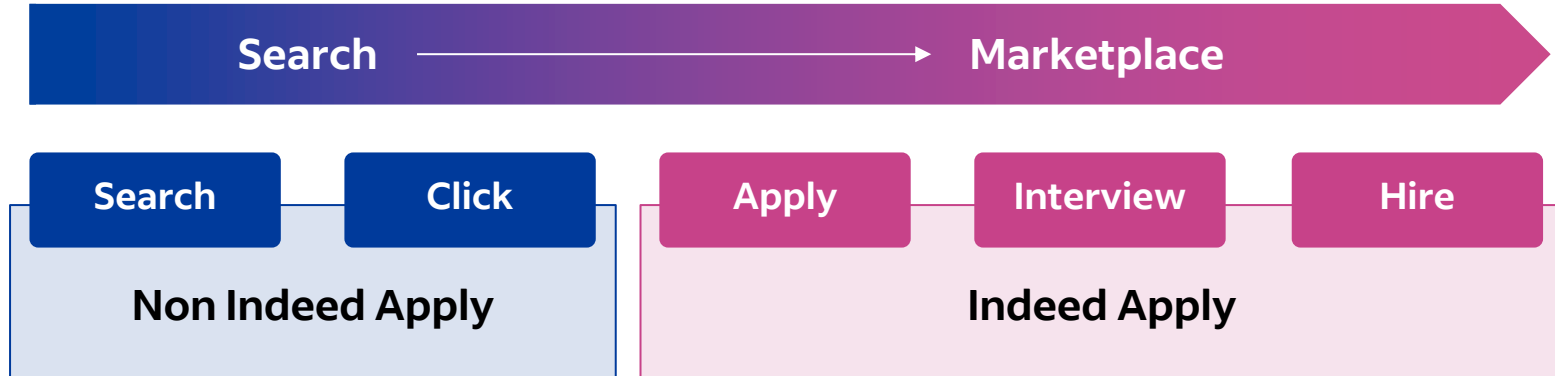 Search Marketplace
Search Click Apply Interview Hire
Non Indeed Apply Indeed Apply